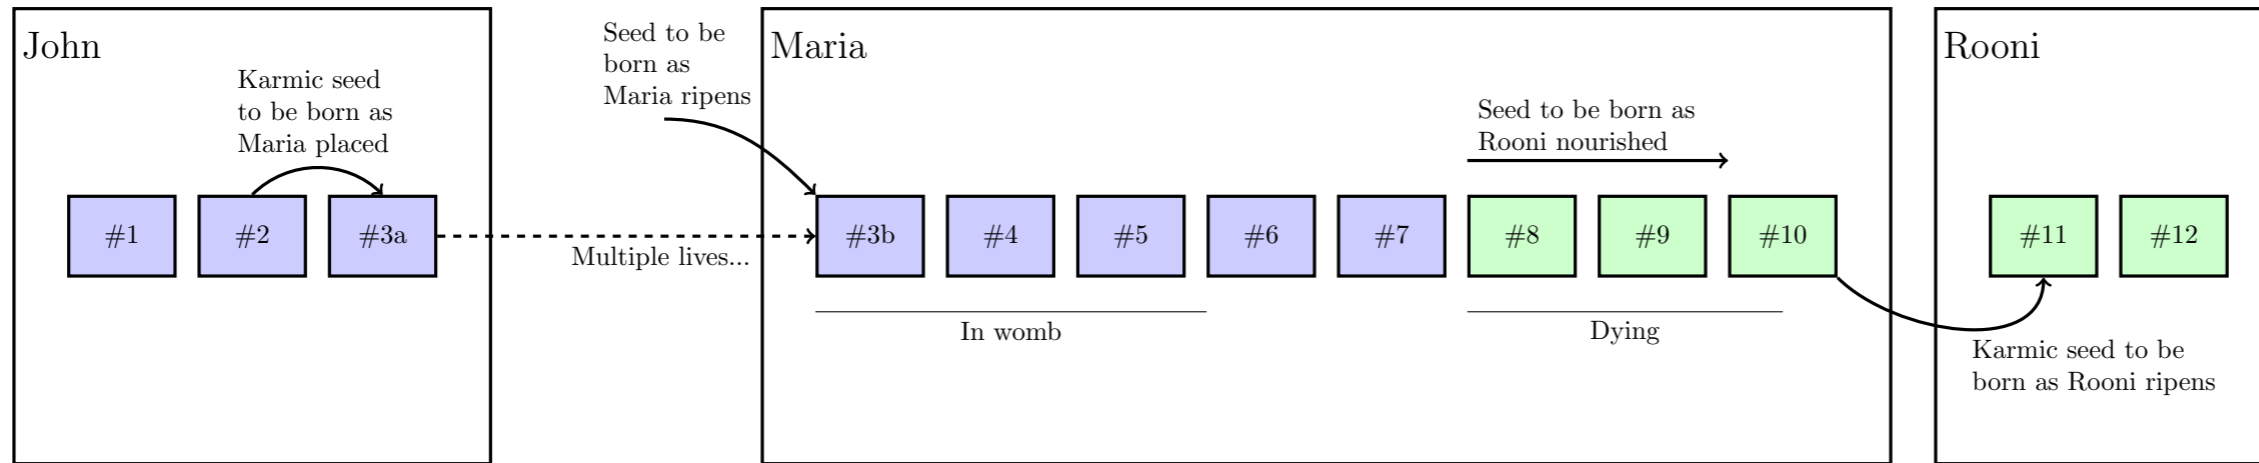 John
Karmic seed
to be born as
Maria placed
#1
#2
#3a
Multiple lives...
Seed to be
born as
Maria ripens
Maria
Seed to be born as
Rooni nourished
#3b
#4
#5
#6
#7
#8
#9
#10
In womb
Dying
Rooni
#11
#12
Karmic seed to be
born as Rooni ripens